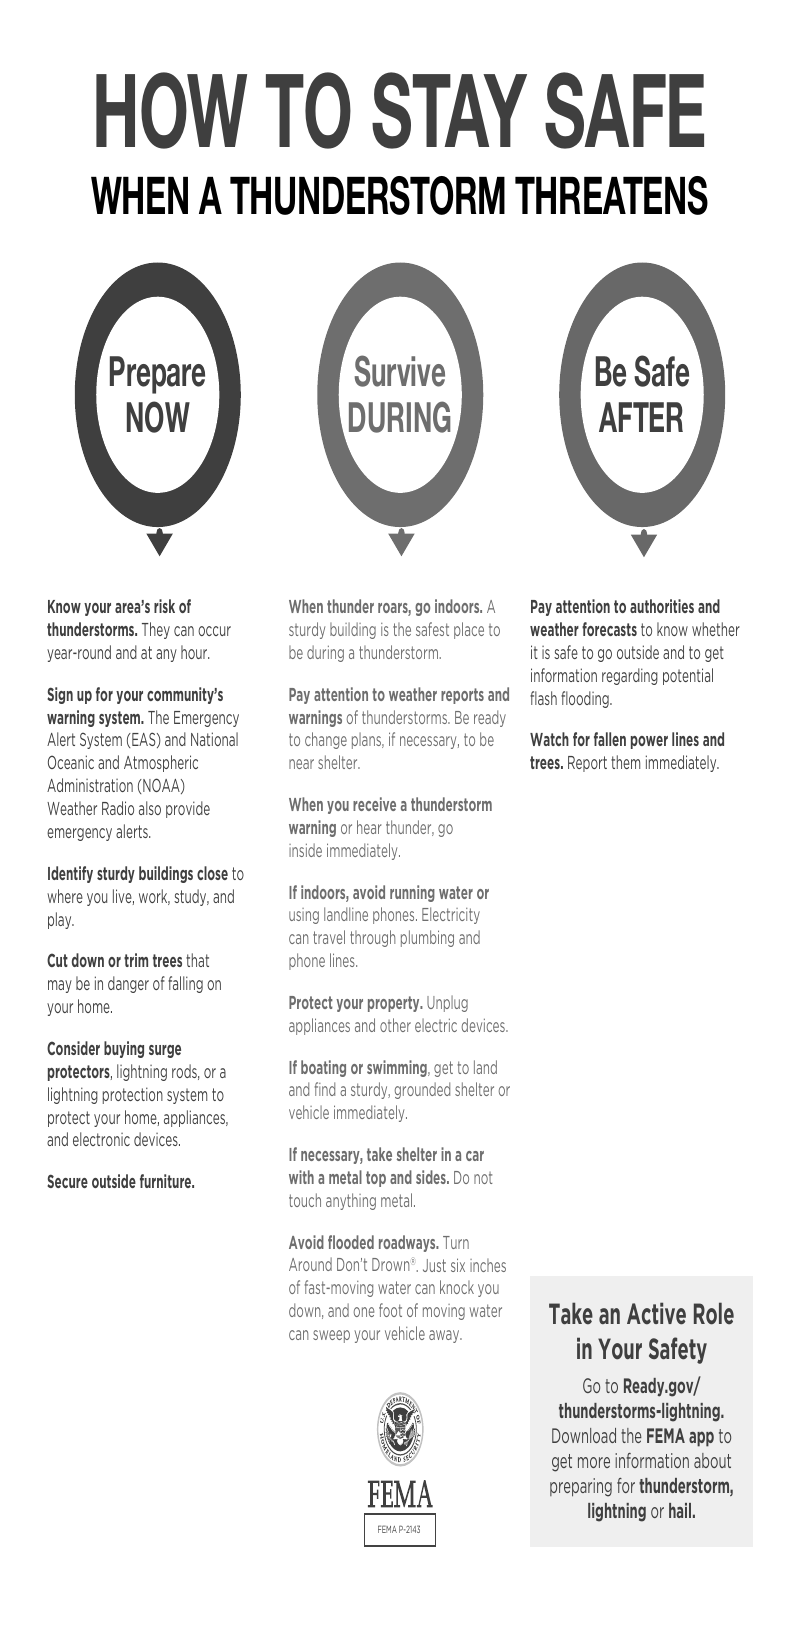 HOW TO STAY SAFE
WHEN A THUNDERSTORM THREATENS
Prepare
NOW
Know your area’s risk of
thunderstorms. They can occur
year-round and at any hour.
Sign up for your community’s
warning system. The Emergency
Alert System (EAS) and National
Oceanic and Atmospheric
Administration (NOAA)
Weather Radio also provide
emergency alerts.
Identify sturdy buildings close to
where you live, work, study, and
play.
Cut down or trim trees that
may be in danger of falling on
your home.
Consider buying surge
protectors, lightning rods, or a
lightning protection system to
protect your home, appliances,
and electronic devices.
Secure outside furniture.
Survive
DURING
When thunder roars, go indoors. A
sturdy building is the safest place to
be during a thunderstorm.
Pay attention to weather reports and
warnings of thunderstorms. Be ready
to change plans, if necessary, to be
near shelter.
When you receive a thunderstorm
warning or hear thunder, go
inside immediately.
If indoors, avoid running water or
using landline phones. Electricity
can travel through plumbing and
phone lines.
Protect your property. Unplug
appliances and other electric devices.
If boating or swimming, get to land
and find a sturdy, grounded shelter or
vehicle immediately.
If necessary, take shelter in a car
with a metal top and sides. Do not
touch anything metal.
Avoid flooded roadways. Turn
Around Don’t Drown®. Just six inches
of fast-moving water can knock you
down, and one foot of moving water
can sweep your vehicle away.
Be Safe
AFTER
Pay attention to authorities and
weather forecasts to know whether
it is safe to go outside and to get
information regarding potential
flash flooding.
Watch for fallen power lines and
trees. Report them immediately.
Take an Active Role
in Your Safety
Go to Ready.gov/
thunderstorms-lightning.
Download the FEMA app to
get more information about
preparing for thunderstorm,
lightning or hail.
U.S. DEPARTMENT OF
HOMELAND SECURITY
FEMA
FEMA P-2143